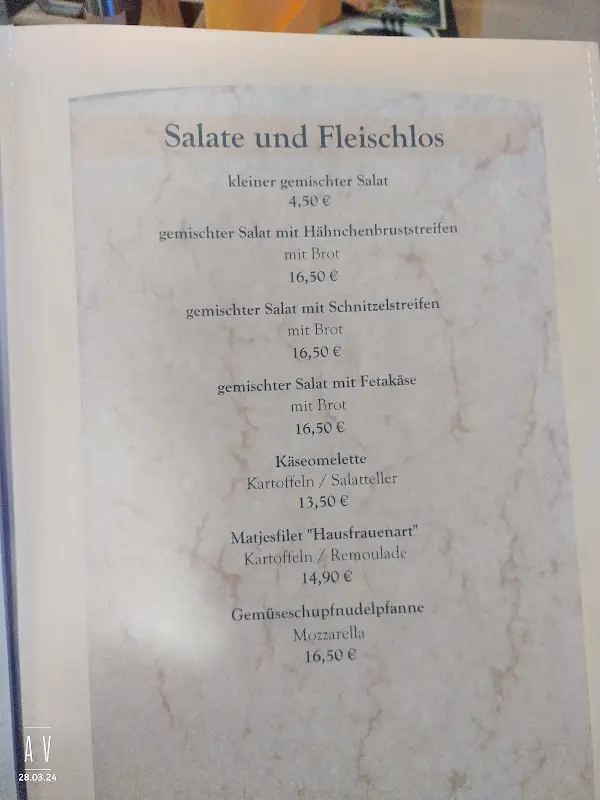 Salate und Fleischlos
kleiner gemischter Salat
4,50 €
gemischter Salat mit Hähnchenbruststreifen
mit Brot
16,50 €
gemischter Salat mit Schnitzelstreifen
mit Brot
16,50 €
gemischter Salat mit Fetakäse
mit Brot
16,50 €
Käseomelette
Kartoffeln / Salatteller
13,50 €
Matjesfilet "Hausfrauenart"
Kartoffeln / Remoulade
14,90 €
Gemüseschupfnudelpfanne
Mozzarella
16,50 €
AV
28.03.24